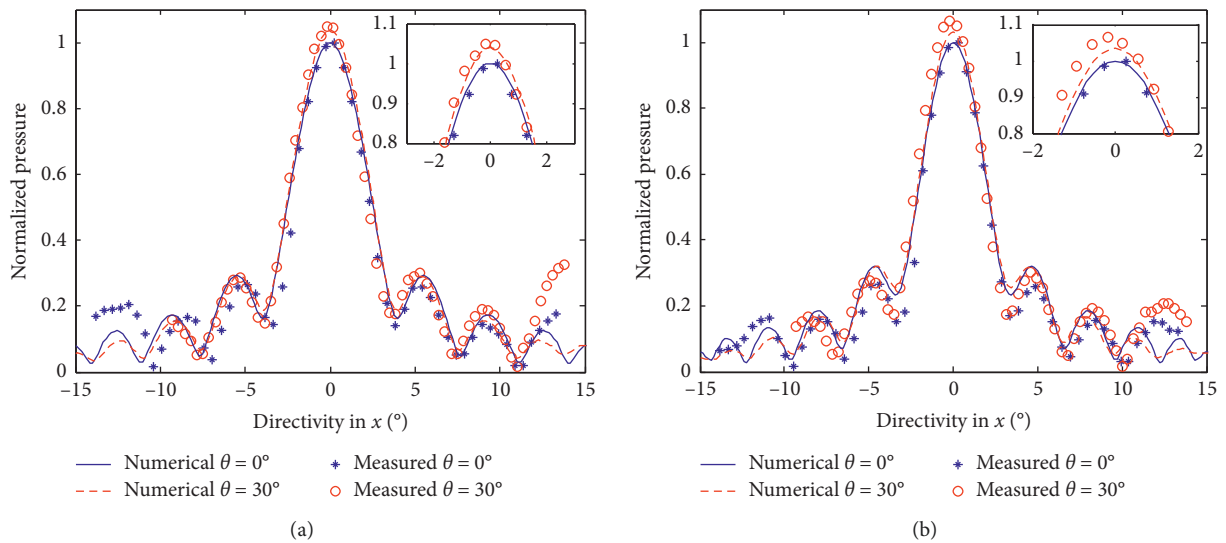 1.1
1
0.9
0.8
−2
0
2
1
0.8
0.6
0.4
0.2
0
Normalized pressure
−15
−10
−5
0
5
10
15
Directivity in x (°)
Numerical θ = 0°
Numerical θ = 30°
Measured θ = 0°
Measured θ = 30°
(a)
1.1
1
0.9
0.8
−2
0
2
1
0.8
0.6
0.4
0.2
0
Normalized pressure
−15
−10
−5
0
5
10
15
Directivity in x (°)
Numerical θ = 0°
Numerical θ = 30°
Measured θ = 0°
Measured θ = 30°
(b)